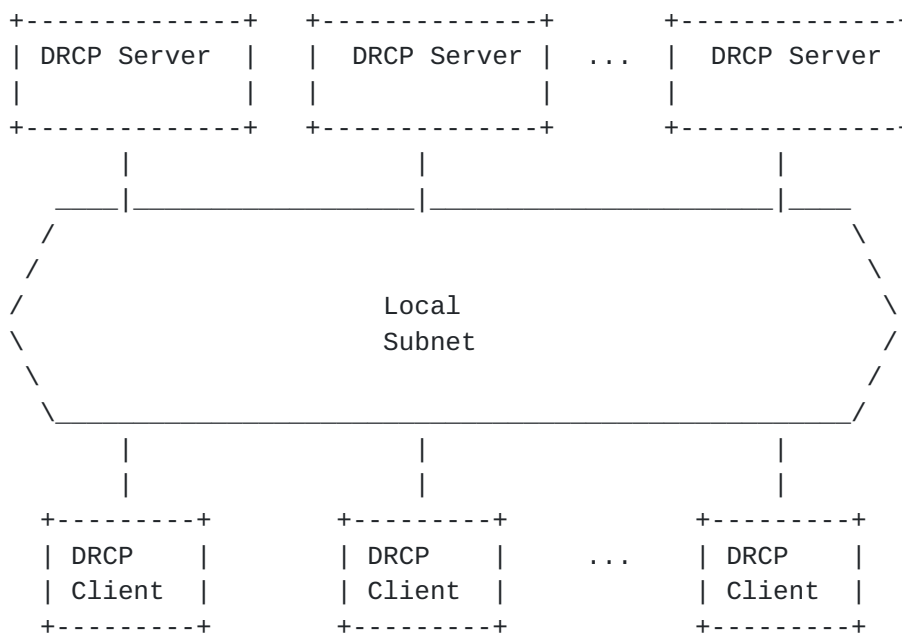 DRCP Server DRCP Server ... DRCP Server
Local
Subnet
DRCP DRCP ... DRCP
Client Client Client